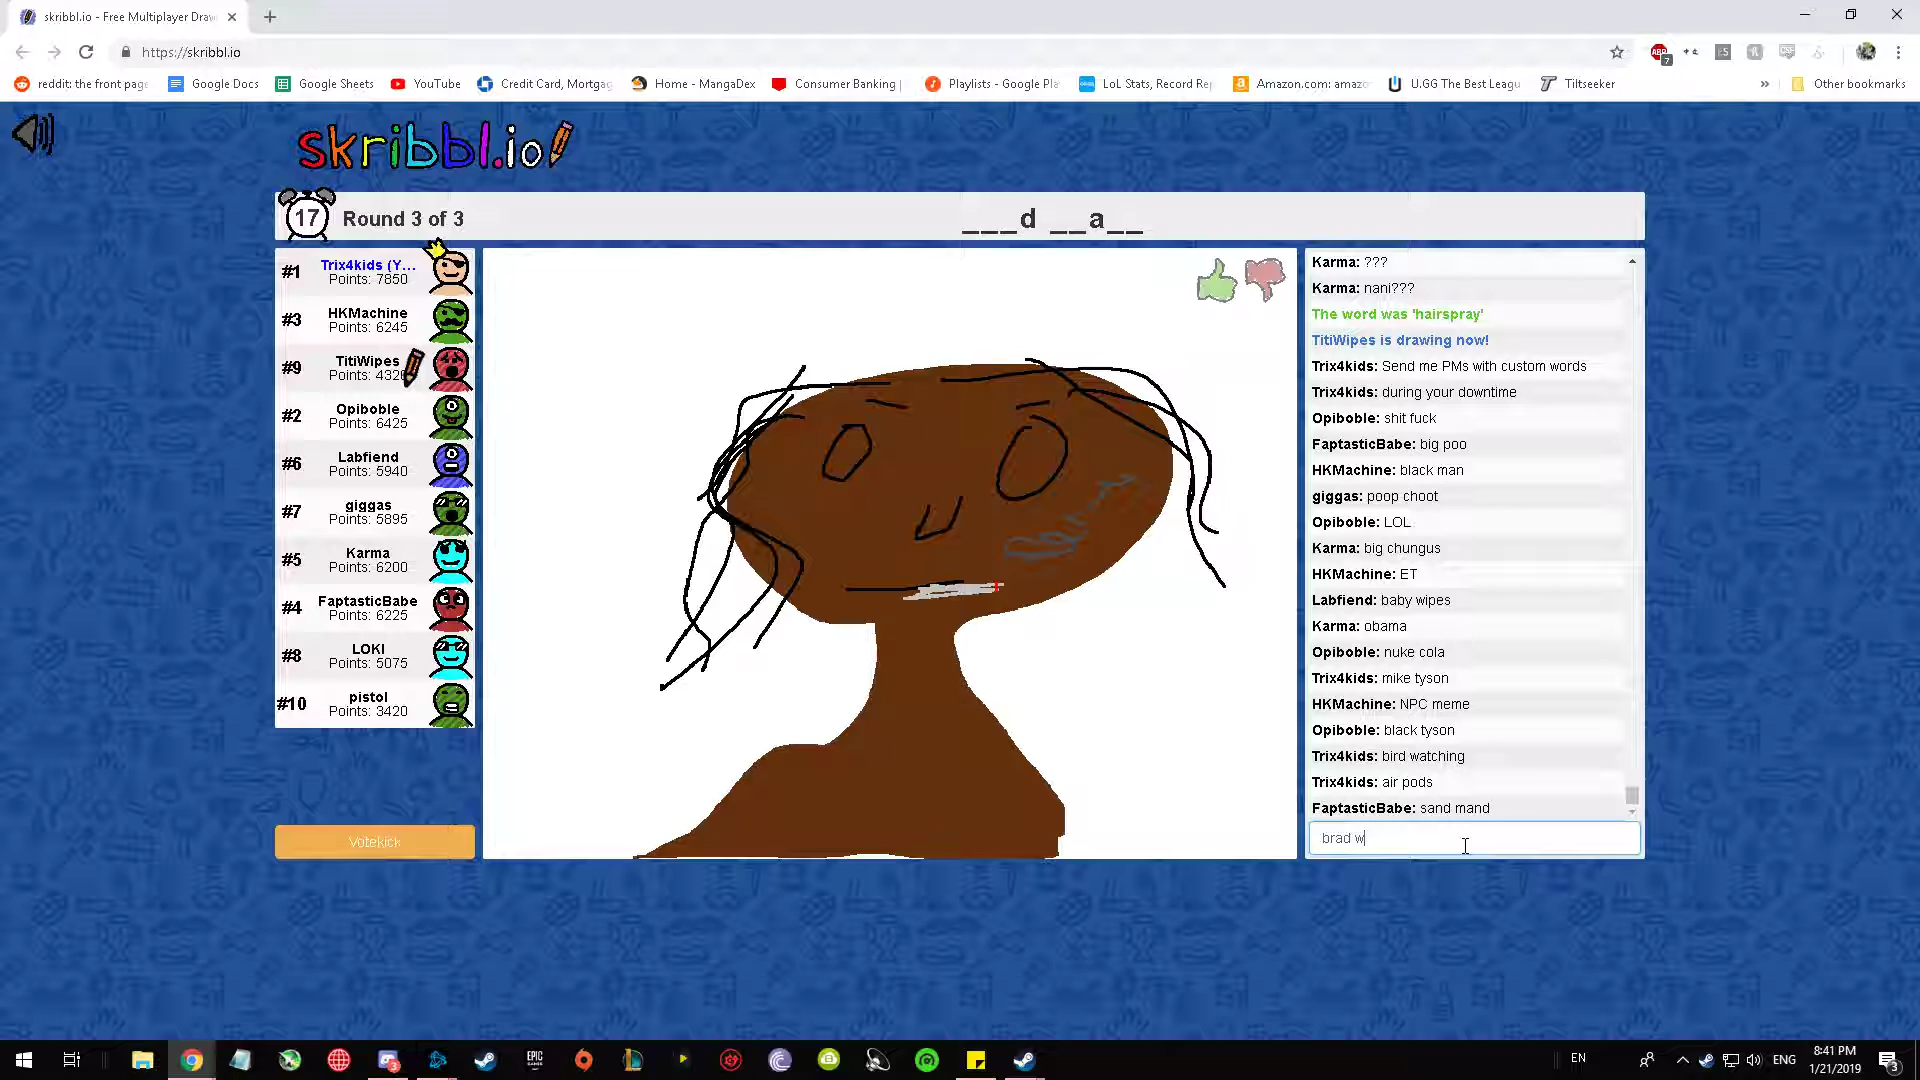 skribbl.io - Free Multiplayer Draw
https://skribbl.io
ABP
7
reddit: the front page
Google Docs
Google Sheets
YouTube
Credit Card, Mortgag
Home - MangaDex
Consumer Banking |
Playlists - Google Pla
LoL Stats, Record Re
Amazon.com: amazo
U.GG The Best Leagu
Tiltseeker
»
Other bookmarks
skribbl.io
17
Round 3 of 3
___d __a__
#1
Trix4kids (Y...
Points: 7850
#3
HKMachine
Points: 6245
#9
TitiWipes
Points: 432
#2
Opiboble
Points: 6425
#6
Labfiend
Points: 5940
#7
giggas
Points: 5895
#5
Karma
Points: 6200
#4
FaptasticBabe
Points: 6225
#8
LOKI
Points: 5075
#10
pistol
Points: 3420
Votekick
Karma: ???
Karma: nani???
The word was 'hairspray'
TitiWipes is drawing now!
Trix4kids: Send me PMs with custom words
Trix4kids: during your downtime
Opiboble: shit fuck
FaptasticBabe: big poo
HKMachine: black man
giggas: poop choot
Opiboble: LOL
Karma: big chungus
HKMachine: ET
Labfiend: baby wipes
Karma: obama
Opiboble: nuke cola
Trix4kids: mike tyson
HKMachine: NPC meme
Opiboble: black tyson
Trix4kids: bird watching
Trix4kids: air pods
FaptasticBabe: sand mand
brad w
EPIC GAMES
EN
ENG
8:41 PM
1/21/2019
3